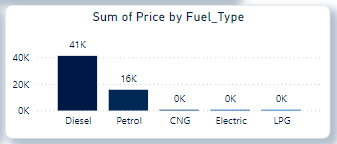 Sum of Price by Fuel_Type
41K
40K
16K
20K
0K 0K 0K
0K
Diesel Petrol CNG Electric LPG